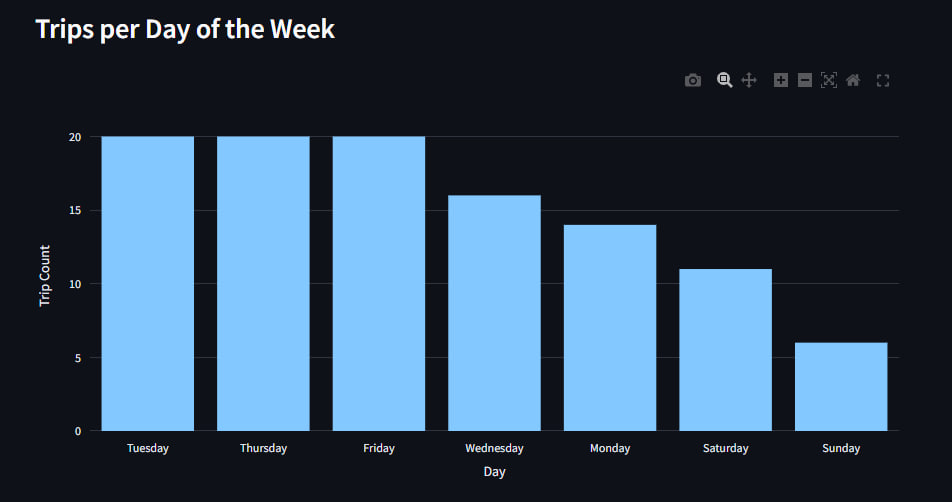 Trips per Day of the Week
20
15
10
5
0
Trip Count
Tuesday Thursday Friday Wednesday Monday Saturday Sunday
Day